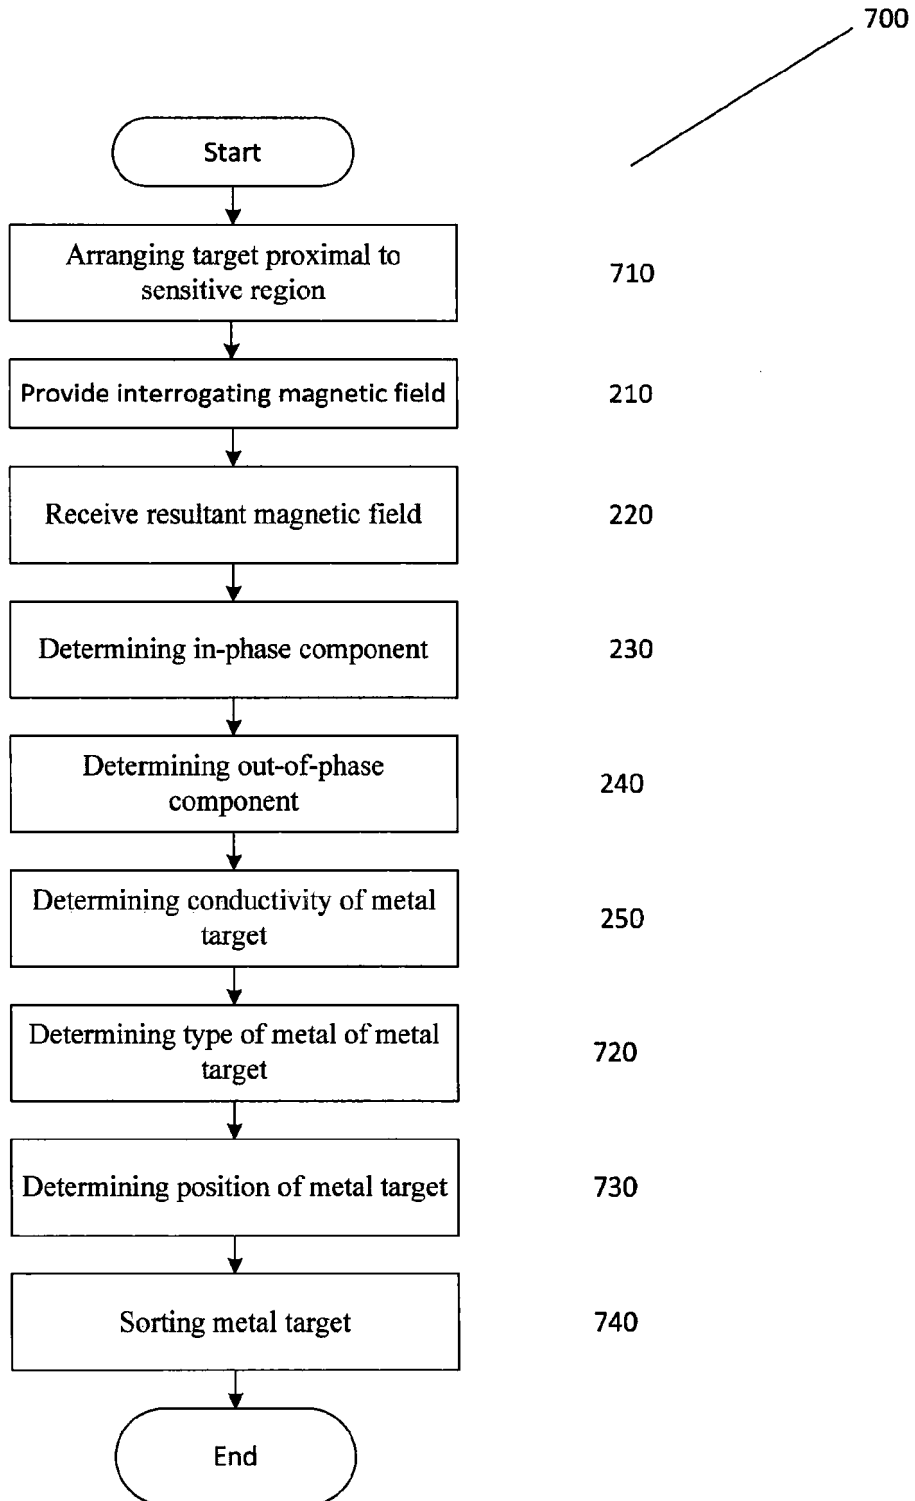 700
Start
Arranging target proximal to
sensitive region
710
Provide interrogating magnetic field
210
Receive resultant magnetic field
220
Determining in-phase component
230
Determining out-of-phase
component
240
Determining conductivity of metal
target
250
Determining type of metal of metal
target
720
Determining position of metal target
730
Sorting metal target
740
End